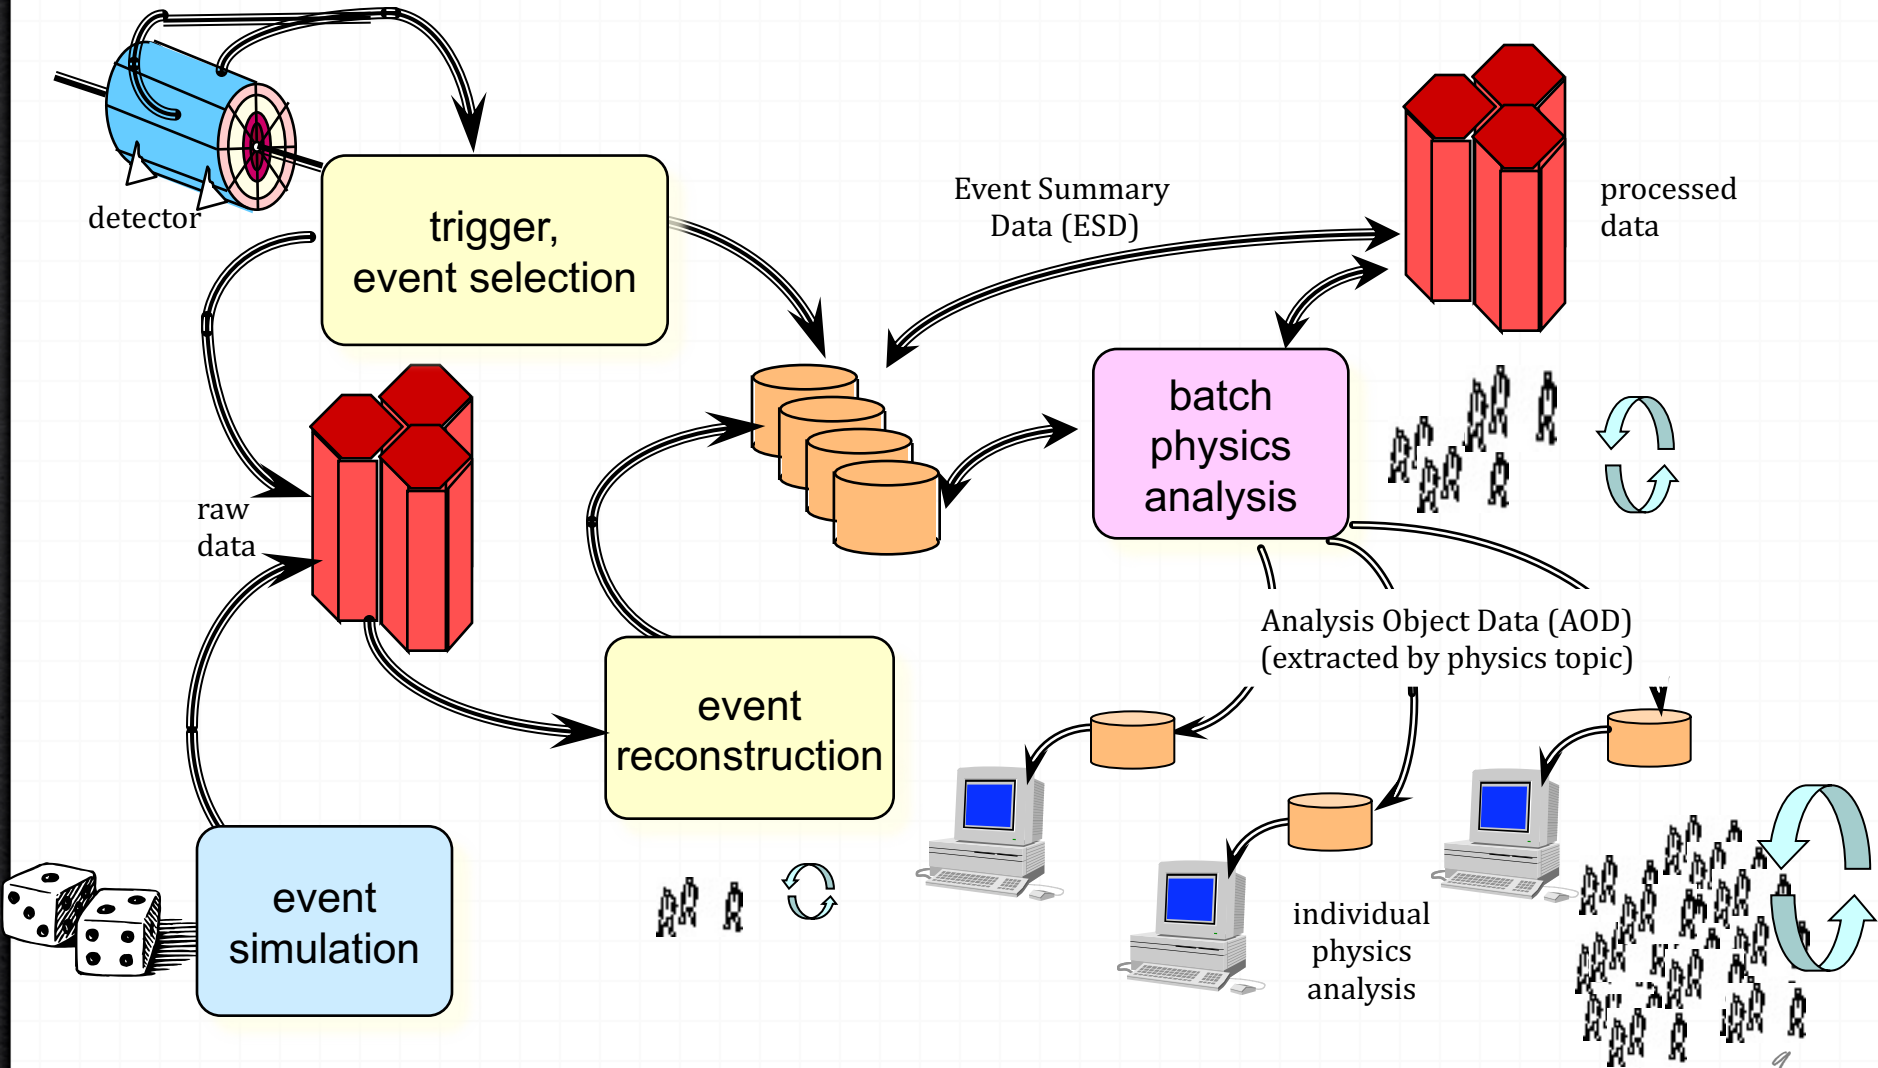 detector
trigger,
event selection
Event Summary
Data (ESD)
processed
data
batch
physics
analysis
raw
data
Analysis Object Data (AOD)
(extracted by physics topic)
event
reconstruction
event
simulation
individual
physics
analysis
9